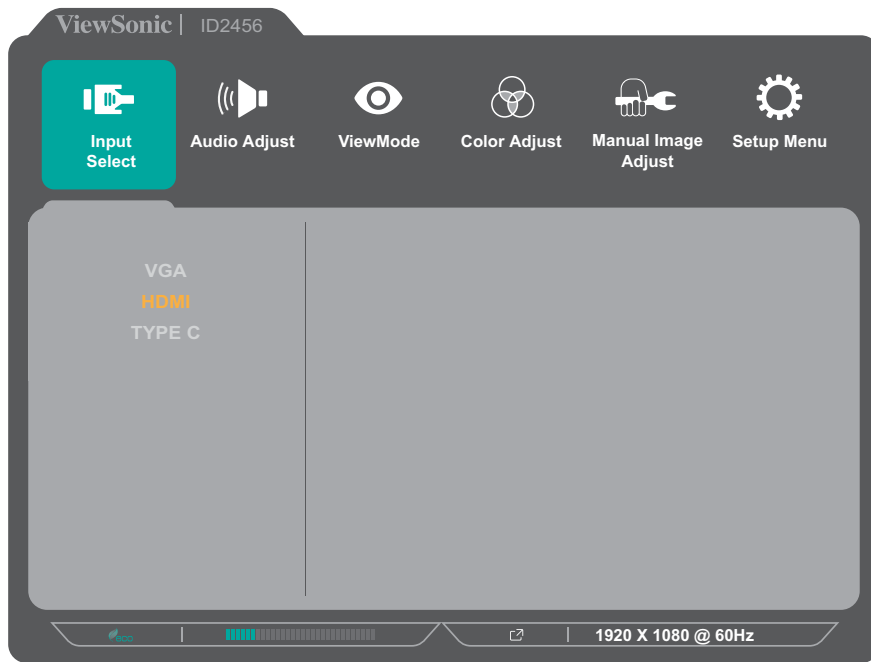 ViewSonic | ID2456
Input
Select
Audio Adjust
ViewMode
Color Adjust
Manual Image
Adjust
Setup Menu
VGA
HDMI
TYPE C
eco
1920 X 1080 @ 60Hz